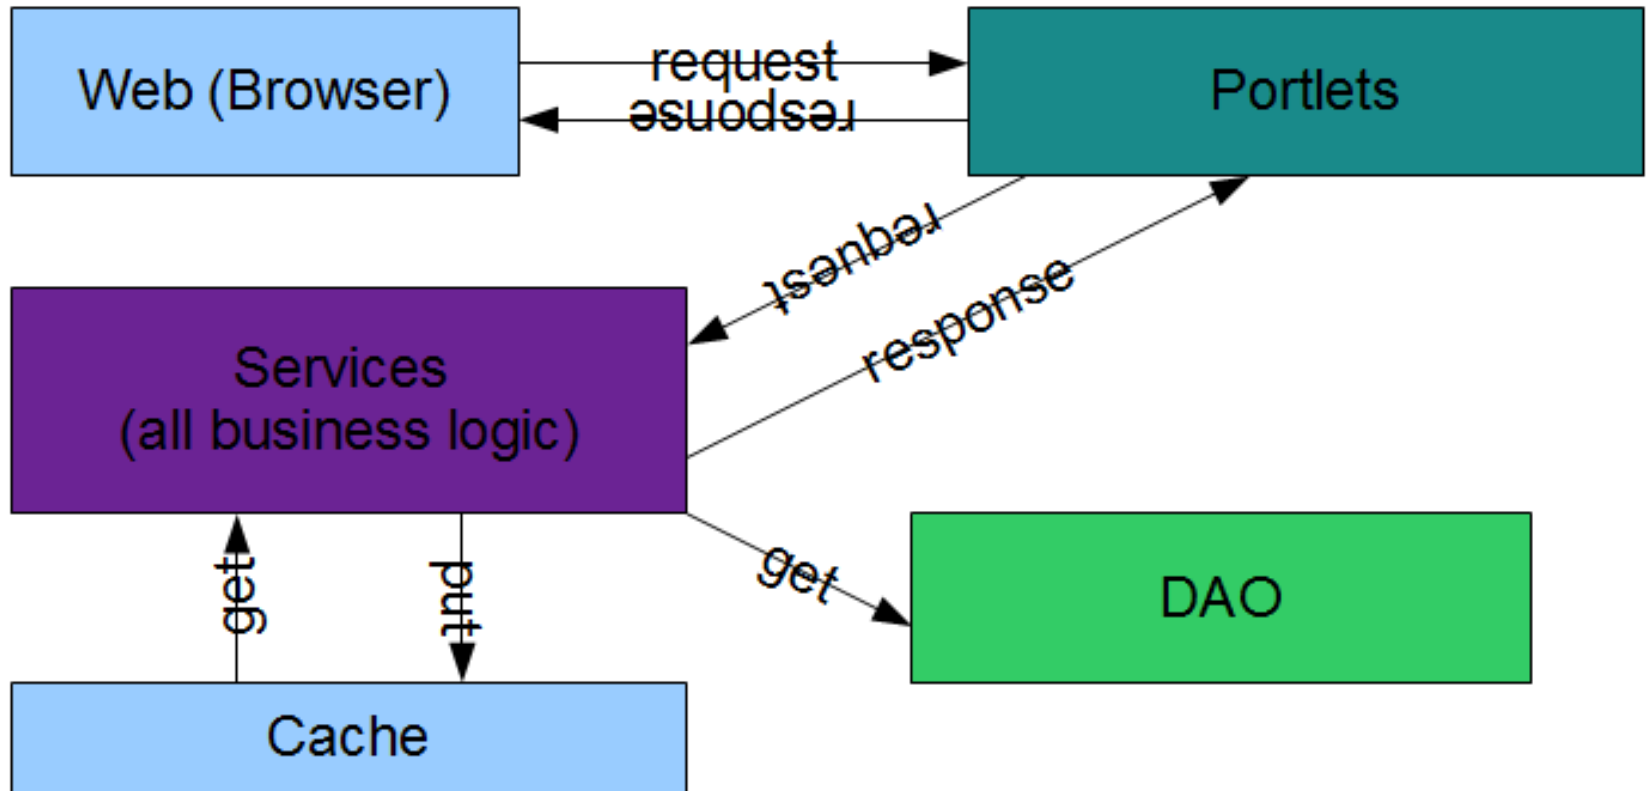 Web (Browser)
request
response
Portlets
request
response
Services
(all business logic)
get
put
get
DAO
Cache